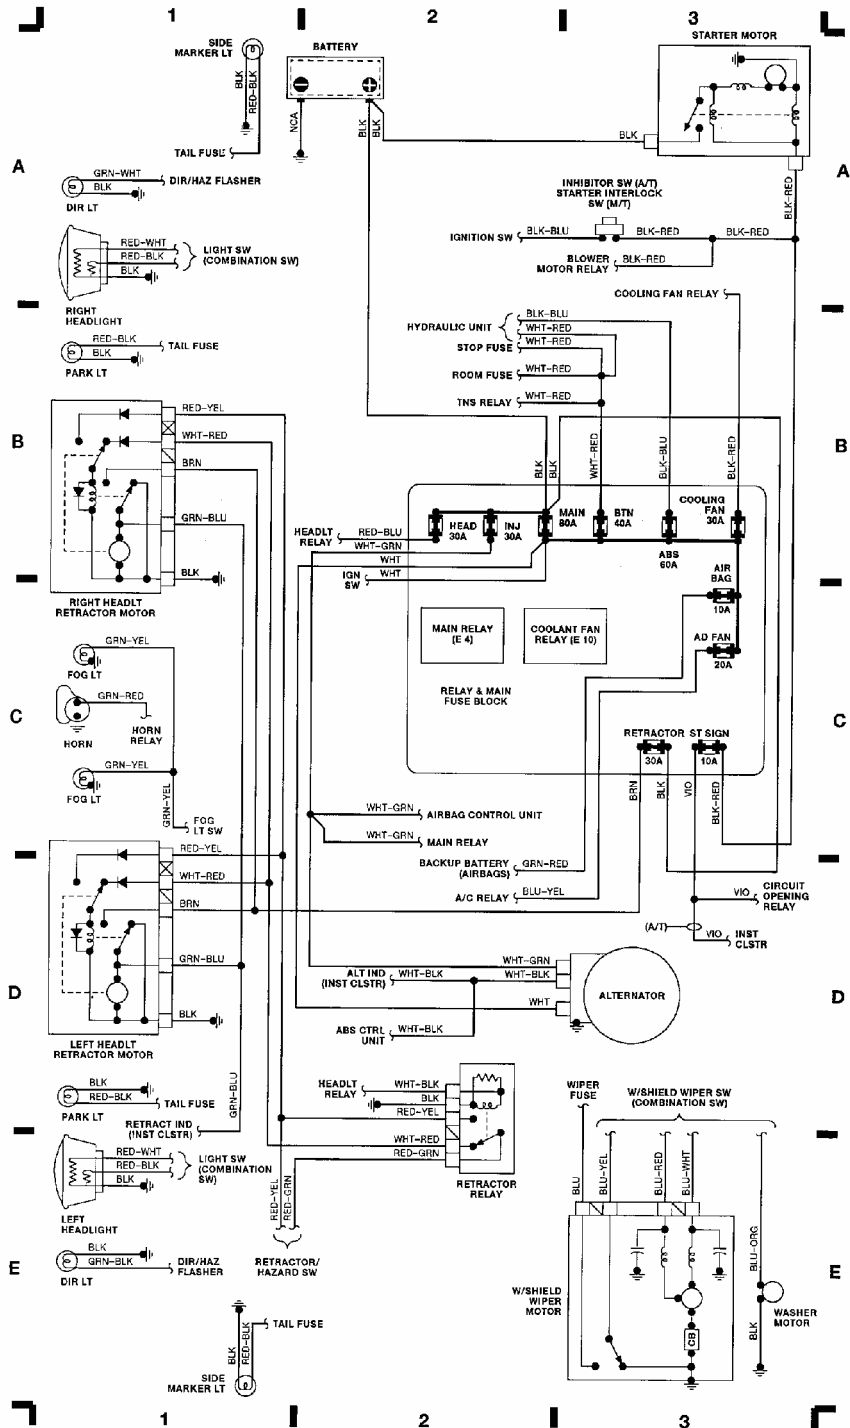 1
2
3
SIDE
MARKER LT
BLK
RED-BLK
TAIL FUSE
BATTERY
NCA
BLK
BLK
STARTER MOTOR
BLK
BLK-RED
A
A
GRN-WHT
DIR/HAZ FLASHER
BLK
DIR LT
INHIBITOR SW (A/T)
STARTER INTERLOCK
SW (M/T)
IGNITION SW
BLK-BLU
BLK-RED
BLK-RED
BLOWER
MOTOR RELAY
BLK-RED
RED-WHT
RED-BLK
BLK
LIGHT SW
(COMBINATION SW)
RIGHT
HEADLIGHT
COOLING FAN RELAY
HYDRAULIC UNIT
BLK-BLU
WHT-RED
STOP FUSE
WHT-RED
ROOM FUSE
WHT-RED
TNS RELAY
WHT-RED
RED-BLK
TAIL FUSE
BLK
PARK LT
B
B
RED-YEL
WHT-RED
BRN
GRN-BLU
BLK
RIGHT HEADLT
RETRACTOR MOTOR
BLK
BLK
WHT-RED
BLK-BLU
BLK-RED
HEADLT
RELAY
RED-BLU
WHT-GRN
WHT
IGN
SW
WHT
HEAD
30A
INJ
30A
MAIN
80A
BTN
40A
ABS
60A
COOLING
FAN
30A
AIR
BAG
10A
AD FAN
20A
MAIN RELAY
(E 4)
COOLANT FAN
RELAY (E 10)
RELAY & MAIN
FUSE BLOCK
RETRACTOR
30A
ST SIGN
10A
BRN
BLK
VIO
BLK-RED
C
C
GRN-YEL
FOG LT
GRN-RED
HORN
HORN
RELAY
GRN-YEL
FOG LT
GRN-YEL
FOG
LT SW
WHT-GRN
AIRBAG CONTROL UNIT
WHT-GRN
MAIN RELAY
BACKUP BATTERY
(AIRBAGS)
GRN-RED
A/C RELAY
BLU-YEL
VIO
CIRCUIT
OPENING
RELAY
(A/T)
VIO
INST
CLSTR
RED-YEL
WHT-RED
BRN
GRN-BLU
BLK
LEFT HEADLT
RETRACTOR MOTOR
D
D
WHT-GRN
ALT IND
(INST CLSTR)
WHT-BLK
WHT-BLK
WHT
ALTERNATOR
ABS CTRL
UNIT
WHT-BLK
BLK
RED-BLK
TAIL FUSE
PARK LT
GRN-BLU
RETRACT IND
(INST CLSTR)
HEADLT
RELAY
WHT-BLK
BLK
RED-YEL
WHT-RED
RED-GRN
RETRACTOR
RELAY
RED-WHT
RED-BLK
BLK
LIGHT SW
(COMBINATION
SW)
LEFT
HEADLIGHT
RED-YEL
RED-GRN
RETRACTOR/
HAZARD SW
WIPER
FUSE
W/SHIELD WIPER SW
(COMBINATION SW)
BLU
BLU-YEL
BLU-RED
BLU-WHT
BLU-ORG
E
E
BLK
GRN-BLK
DIR LT
DIR/HAZ
FLASHER
W/SHIELD
WIPER
MOTOR
CB
BLK
WASHER
MOTOR
BLK
RED-BLK
TAIL FUSE
SIDE
MARKER LT
1
2
3